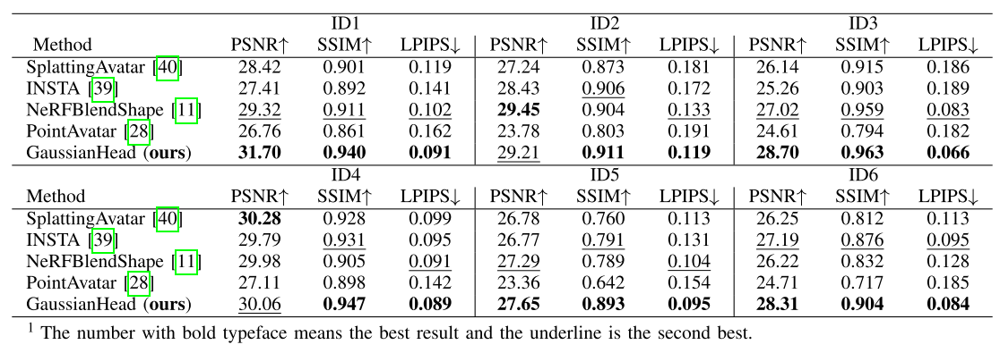 ID1 ID2 ID3
Method PSNR↑ SSIM↑ LPIPS↓ PSNR↑ SSIM↑ LPIPS↓ PSNR↑ SSIM↑ LPIPS↓
SplattingAvatar [40] 28.42 0.901 0.119 27.24 0.873 0.181 26.14 0.915 0.186
INSTA [39] 27.41 0.892 0.141 28.43 0.906 0.172 25.26 0.903 0.189
NeRFBlendShape [11] 29.32 0.911 0.102 29.45 0.904 0.133 27.02 0.959 0.083
PointAvatar [28] 26.76 0.861 0.162 23.78 0.803 0.191 24.61 0.794 0.182
GaussianHead (ours) 31.70 0.940 0.091 29.21 0.911 0.119 28.70 0.963 0.066
ID4 ID5 ID6
Method PSNR↑ SSIM↑ LPIPS↓ PSNR↑ SSIM↑ LPIPS↓ PSNR↑ SSIM↑ LPIPS↓
SplattingAvatar [40] 30.28 0.928 0.099 26.78 0.760 0.113 26.25 0.812 0.113
INSTA [39] 29.79 0.931 0.095 26.77 0.791 0.131 27.19 0.876 0.095
NeRFBlendShape [11] 29.98 0.905 0.091 27.29 0.789 0.104 26.22 0.832 0.128
PointAvatar [28] 27.11 0.898 0.142 23.36 0.642 0.154 24.71 0.717 0.185
GaussianHead (ours) 30.06 0.947 0.089 27.65 0.893 0.095 28.31 0.904 0.084
1 The number with bold typeface means the best result and the underline is the second best.